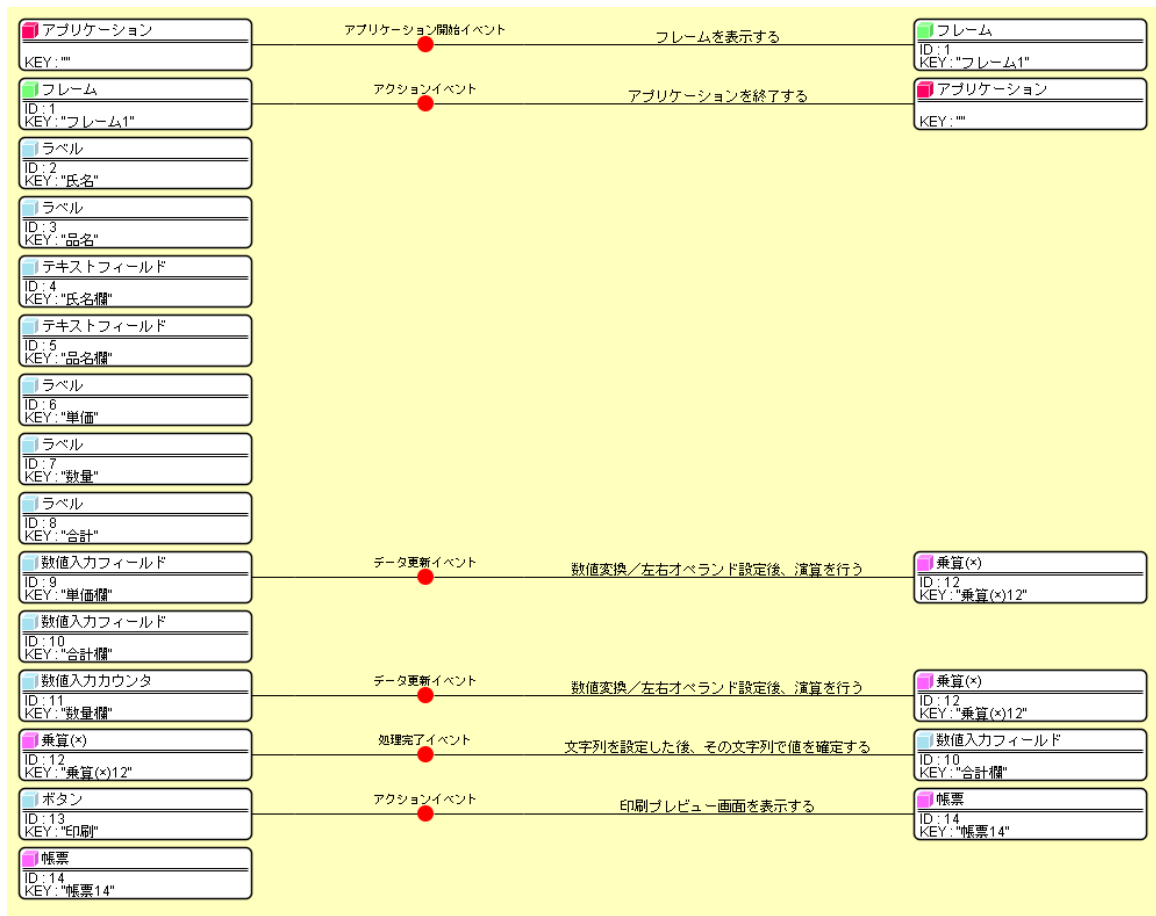 アプリケーション
KEY : ""
アプリケーション開始イベント
フレームを表示する
フレーム
ID : 1
KEY : "フレーム1"
フレーム
ID : 1
KEY : "フレーム1"
アクションイベント
アプリケーションを終了する
アプリケーション
KEY : ""
ラベル
ID : 2
KEY : "氏名"
ラベル
ID : 3
KEY : "品名"
テキストフィールド
ID : 4
KEY : "氏名欄"
テキストフィールド
ID : 5
KEY : "品名欄"
ラベル
ID : 6
KEY : "単価"
ラベル
ID : 7
KEY : "数量"
ラベル
ID : 8
KEY : "合計"
数値入力フィールド
ID : 9
KEY : "単価欄"
データ更新イベント
数値変換／左右オペランド設定後、演算を行う
乗算(×)
ID : 12
KEY : "乗算(×)12"
数値入力フィールド
ID : 10
KEY : "合計欄"
数値入力カウンタ
ID : 11
KEY : "数量欄"
データ更新イベント
数値変換／左右オペランド設定後、演算を行う
乗算(×)
ID : 12
KEY : "乗算(×)12"
乗算(×)
ID : 12
KEY : "乗算(×)12"
処理完了イベント
文字列を設定した後、その文字列で値を確定する
数値入力フィールド
ID : 10
KEY : "合計欄"
ボタン
ID : 13
KEY : "印刷"
アクションイベント
印刷プレビュー画面を表示する
帳票
ID : 14
KEY : "帳票14"
帳票
ID : 14
KEY : "帳票14"